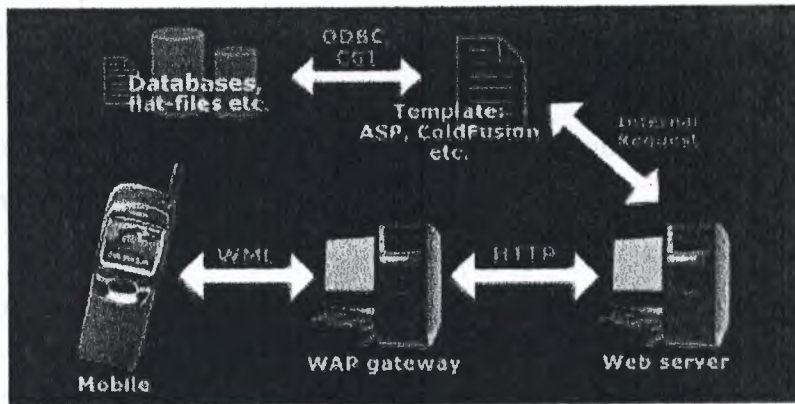 ODBC
CGI
Databases,
flat-files etc.
Template:
ASP, ColdFusion
etc.
Internal
Request
WML
HTTP
WAP gateway
Web server
Mobile